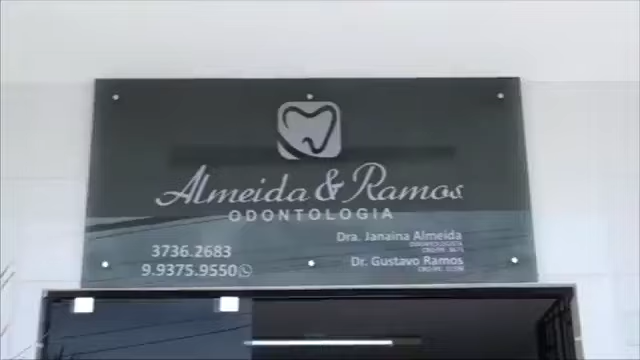 Almeida & Ramos
ODONTOLOGIA
3736.2683
9.9375.9550
Dra. Janaina Almeida
Dr. Gustavo Ramos